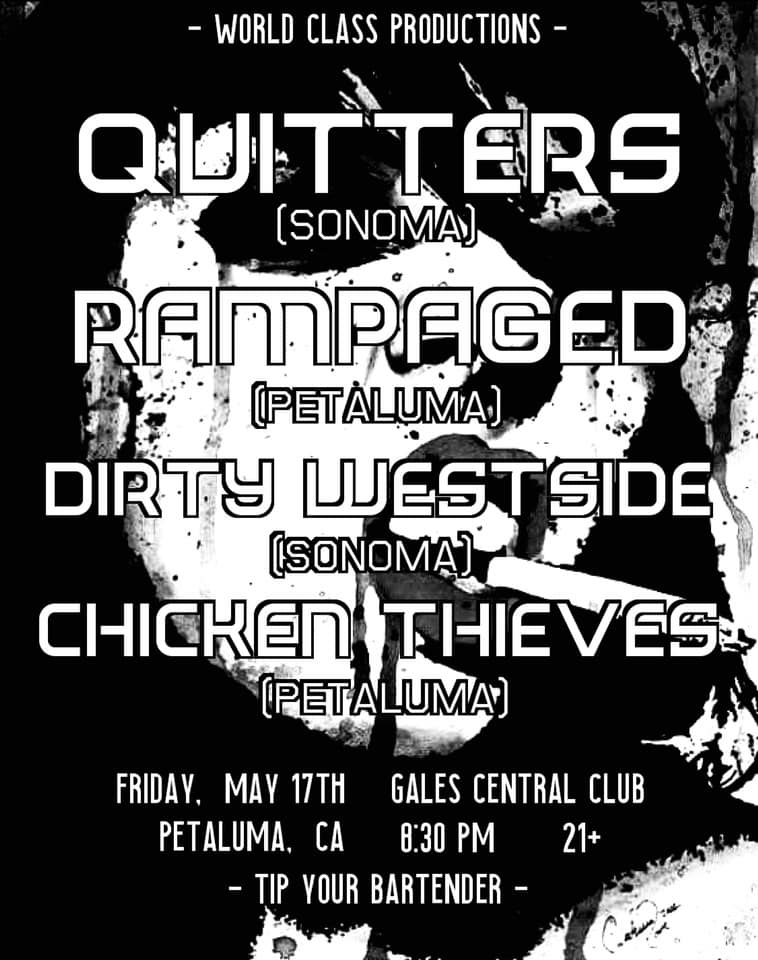 - WORLD CLASS PRODUCTIONS -
QUITTERS
(SONOMA)
RAMPAGED
(PETALUMA)
DIRTY WESTSIDE
(SONOMA)
CHICKEN THIEVES
(PETALUMA)
FRIDAY, MAY 17TH GALES CENTRAL CLUB
PETALUMA, CA 8:30 PM 21+
- TIP YOUR BARTENDER -